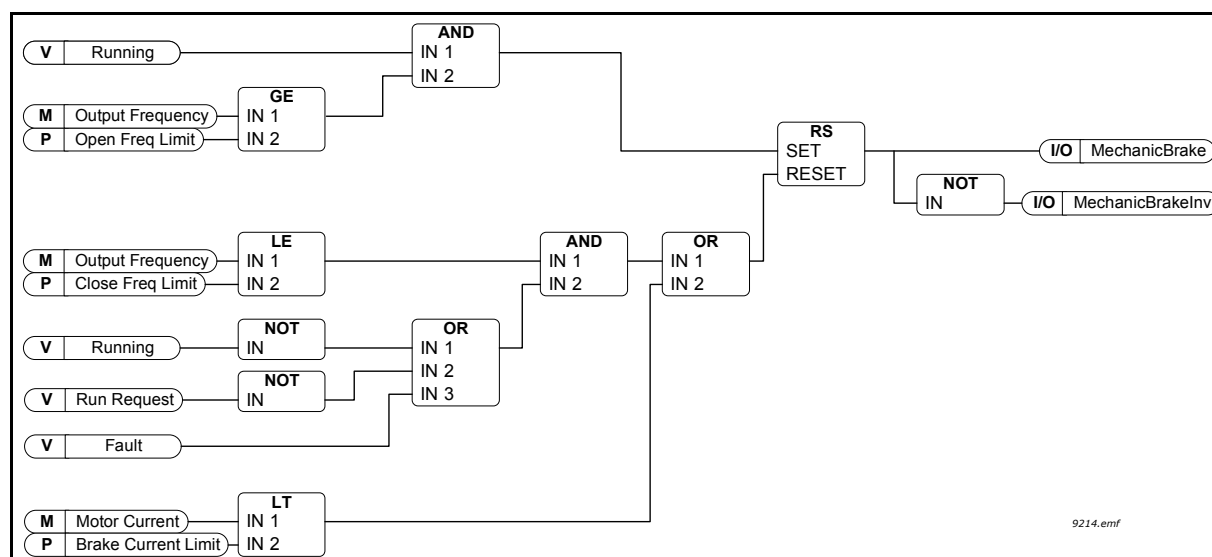 AND
V Running IN 1
IN 2
GE
M Output Frequency IN 1
P Open Freq Limit IN 2
RS
SET
RESET
I/O MechanicBrake
NOT
IN
I/O MechanicBrakeInv
LE
M Output Frequency IN 1
P Close Freq Limit IN 2
AND
IN 1
IN 2
OR
IN 1
IN 2
NOT
V Running IN
OR
IN 1
IN 2
IN 3
NOT
V Run Request IN
V Fault
LT
M Motor Current IN 1
P Brake Current Limit IN 2
9214.emf